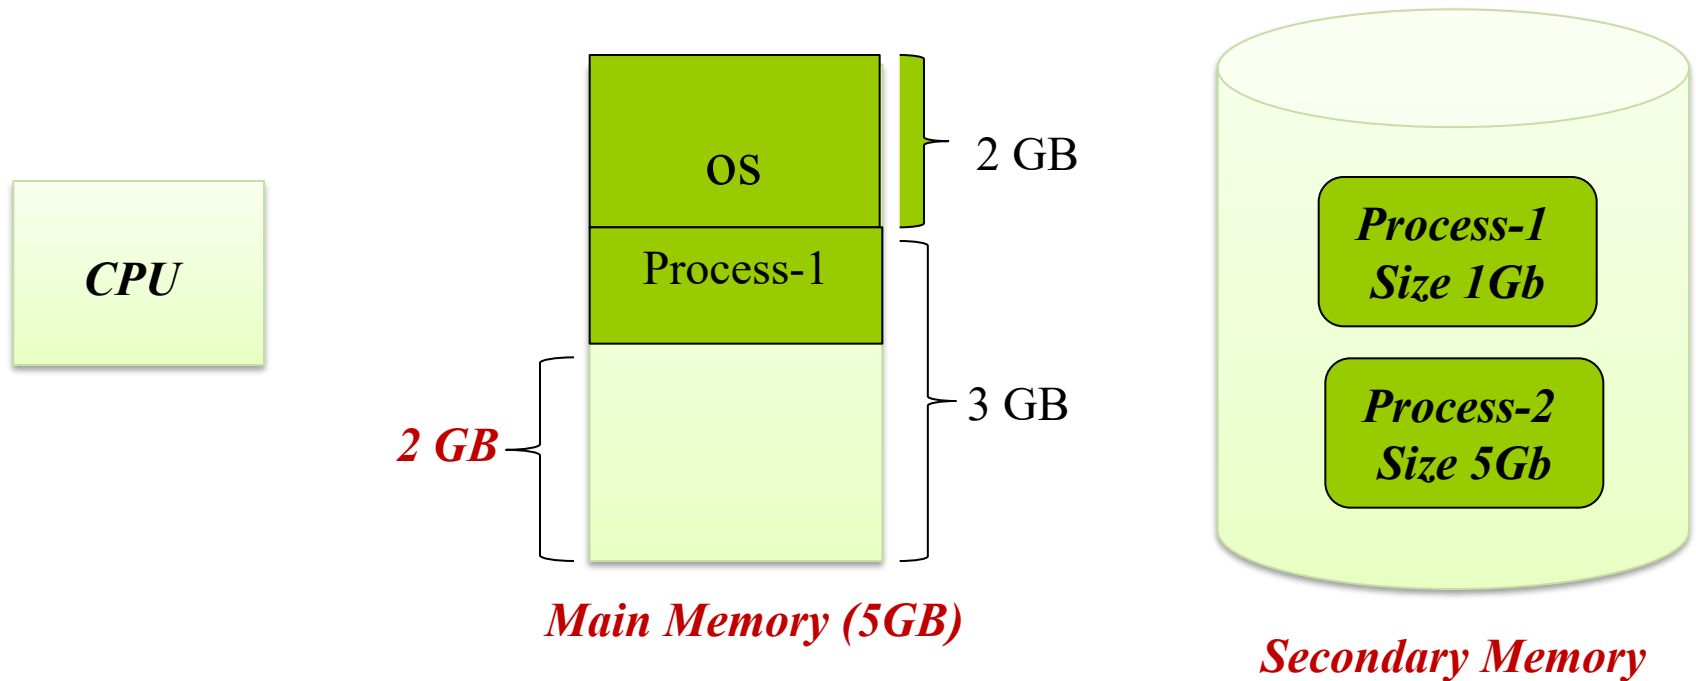 CPU
os
Process-1
2 GB
3 GB
2 GB
Main Memory (5GB)
Process-1
Size 1Gb
Process-2
Size 5Gb
Secondary Memory